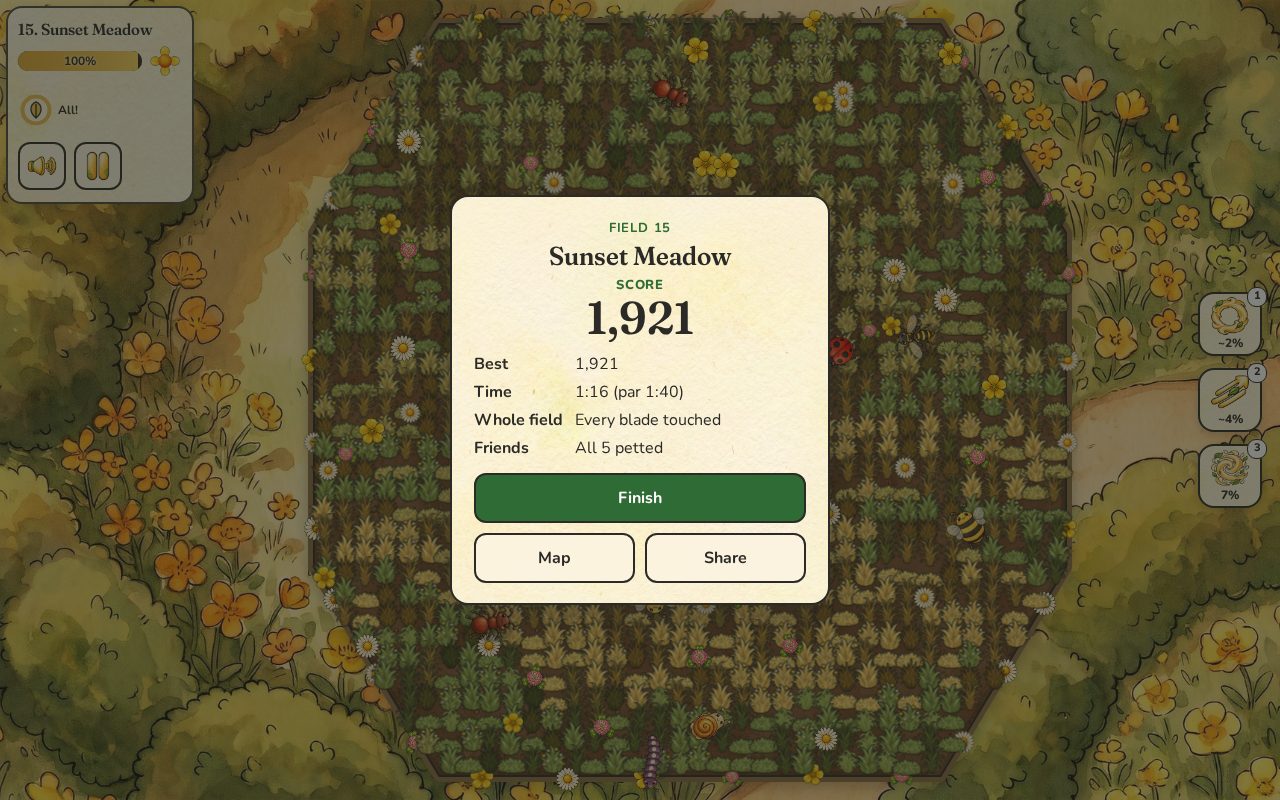 15. Sunset Meadow
100%
All!
FIELD 15
Sunset Meadow
SCORE
1,921
Best 1,921
Time 1:16 (par 1:40)
Whole field Every blade touched
Friends All 5 petted
Finish
Map Share
1
~2%
2
~4%
3
7%